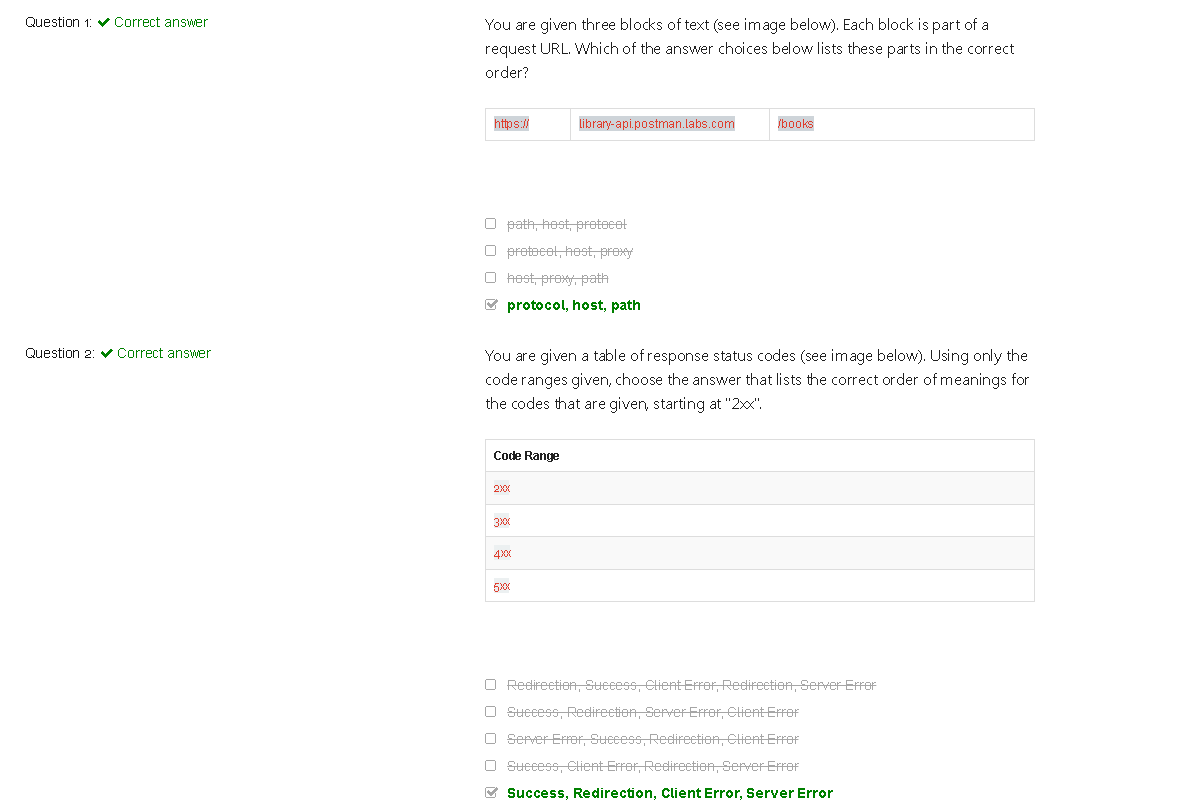 Question 1: ✔ Correct answer
You are given three blocks of text (see image below). Each block is part of a
request URL. Which of the answer choices below lists these parts in the correct
order?
https:// library-api.postman.labs.com /books
path, host, protocol
protocol, host, proxy
host, proxy, path
protocol, host, path
Question 2: ✔ Correct answer
You are given a table of response status codes (see image below). Using only the
code ranges given, choose the answer that lists the correct order of meanings for
the codes that are given, starting at "2xx".
Code Range
2xx
3xx
4xx
5xx
Redirection, Success, Client Error, Redirection, Server Error
Success, Redirection, Server Error, Client Error
Server Error, Success, Redirection, Client Error
Success, Client Error, Redirection, Server Error
Success, Redirection, Client Error, Server Error